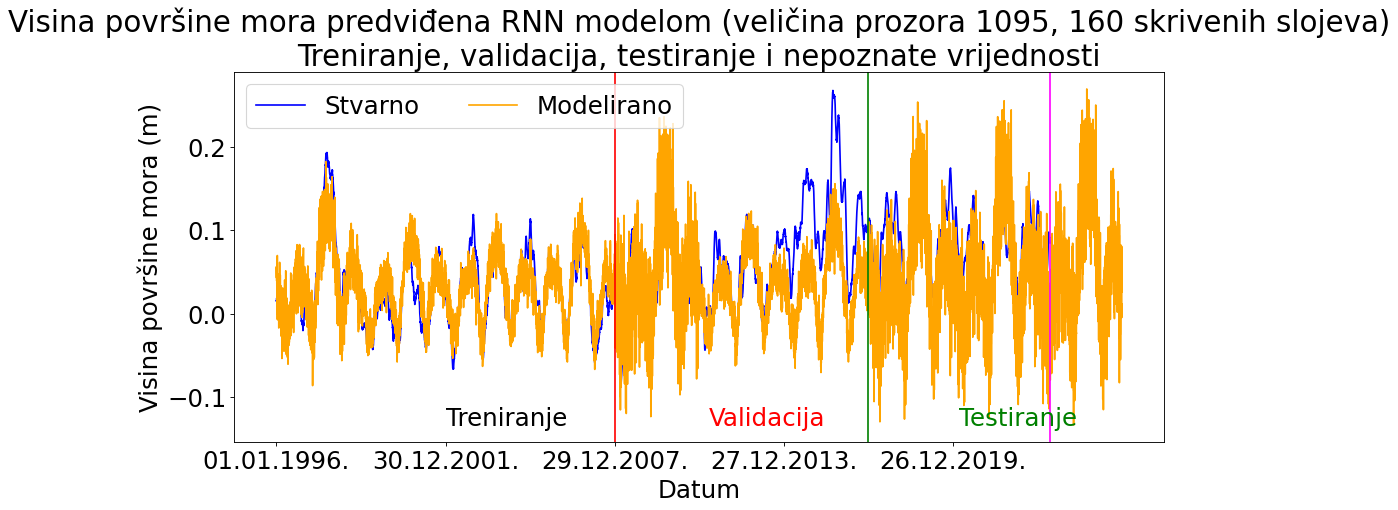 Visina površine mora predviđena RNN modelom (veličina prozora 1095, 160 skrivenih slojeva)
Treniranje, validacija, testiranje i nepoznate vrijednosti
Stvarno Modelirano
Visina površine mora (m)
0.2
0.1
0.0
−0.1
Treniranje Validacija Testiranje
01.01.1996. 30.12.2001. 29.12.2007. 27.12.2013. 26.12.2019.
Datum